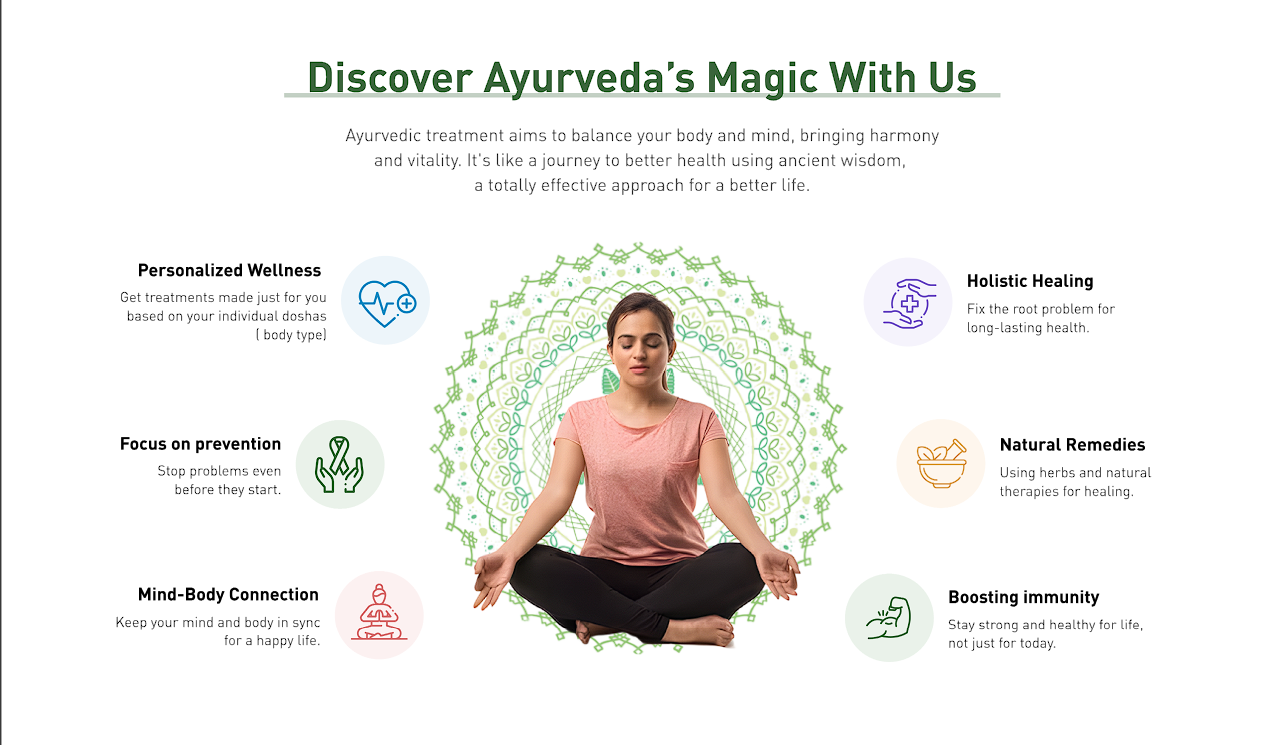 Discover Ayurveda's Magic With Us
Ayurvedic treatment aims to balance your body and mind, bringing harmony
and vitality. It's like a journey to better health using ancient wisdom,
a totally effective approach for a better life.
Personalized Wellness
Get treatments made just for you
based on your individual doshas
( body type)
Focus on prevention
Stop problems even
before they start.
Mind-Body Connection
Keep your mind and body in sync
for a happy life.
Holistic Healing
Fix the root problem for
long-lasting health.
Natural Remedies
Using herbs and natural
therapies for healing.
Boosting immunity
Stay strong and healthy for life,
not just for today.